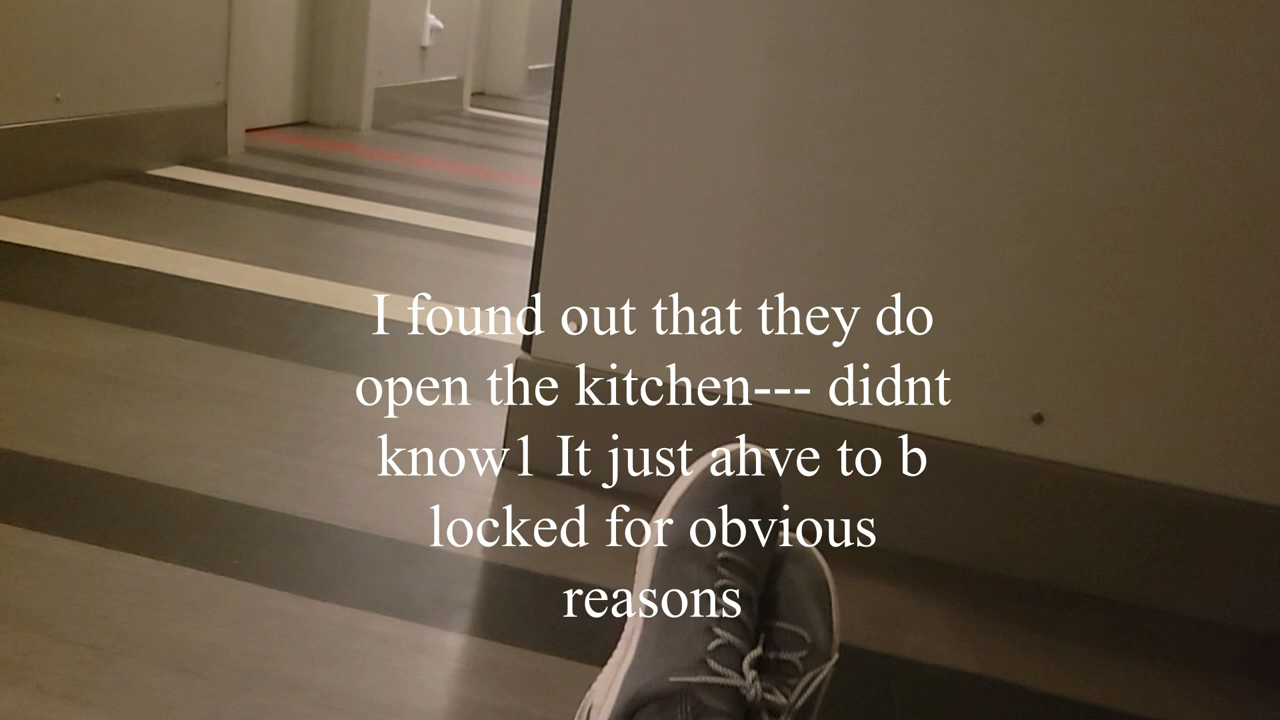 I found out that they do
open the kitchen--- didnt
know1 It just ahve to b
locked for obvious
reasons